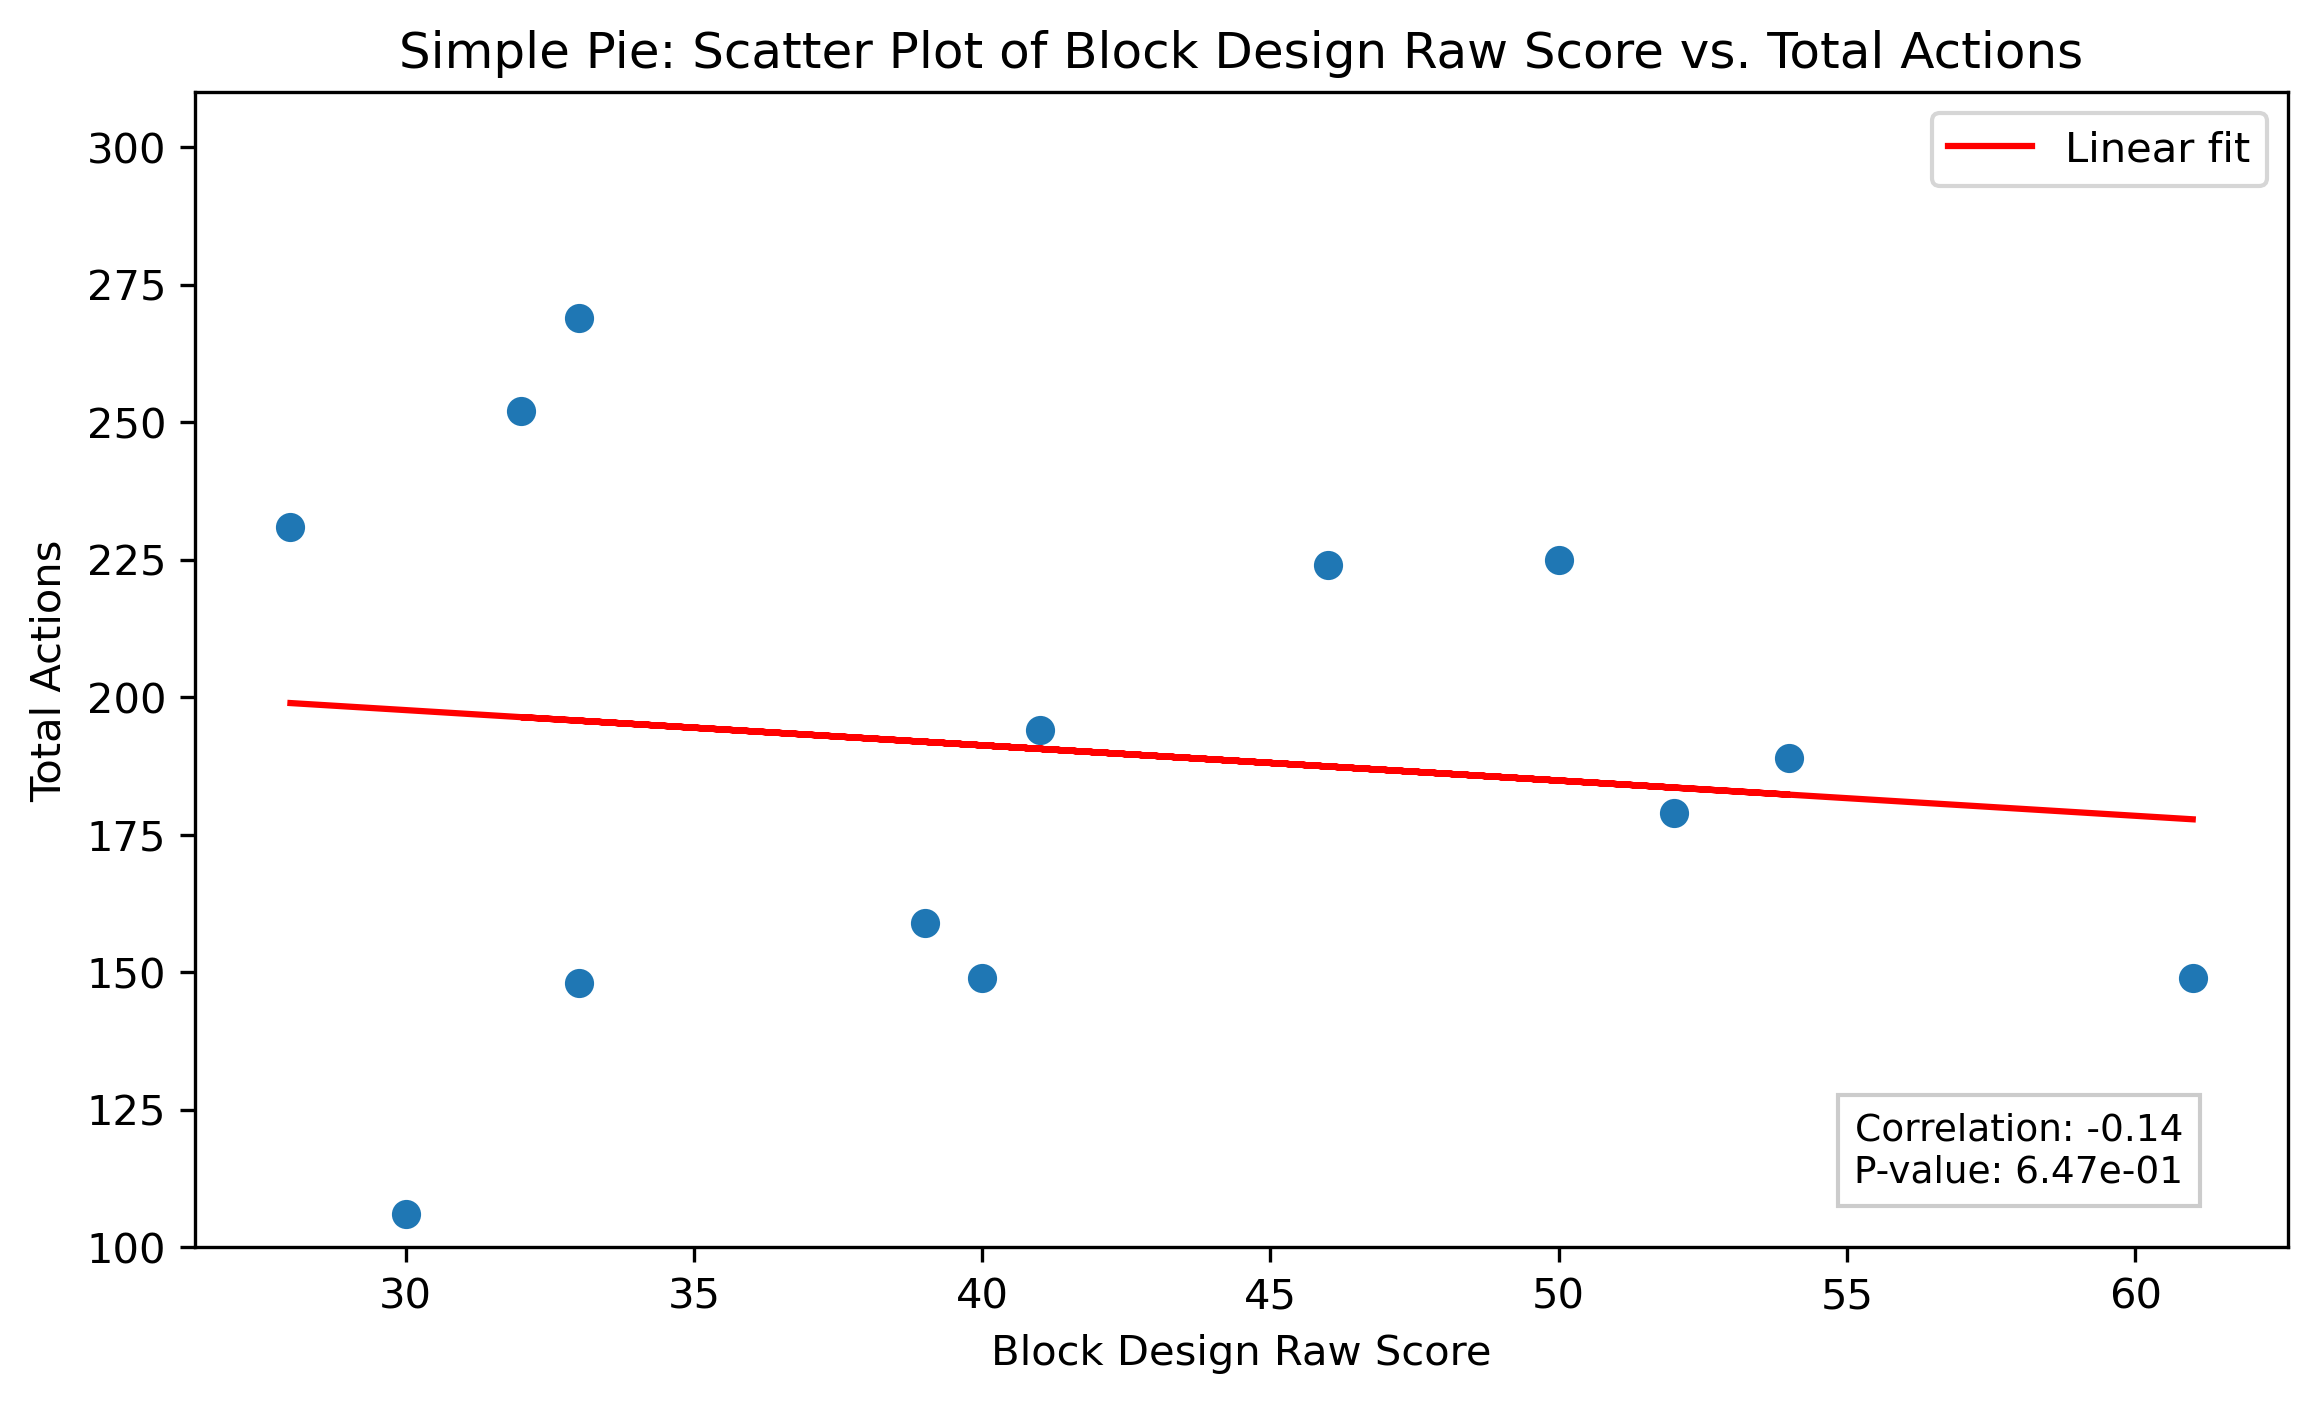 Simple Pie: Scatter Plot of Block Design Raw Score vs. Total Actions
Linear fit
300
275
250
225
200
175
150
125
100
Total Actions
Correlation: -0.14
P-value: 6.47e-01
30 35 40 45 50 55 60
Block Design Raw Score